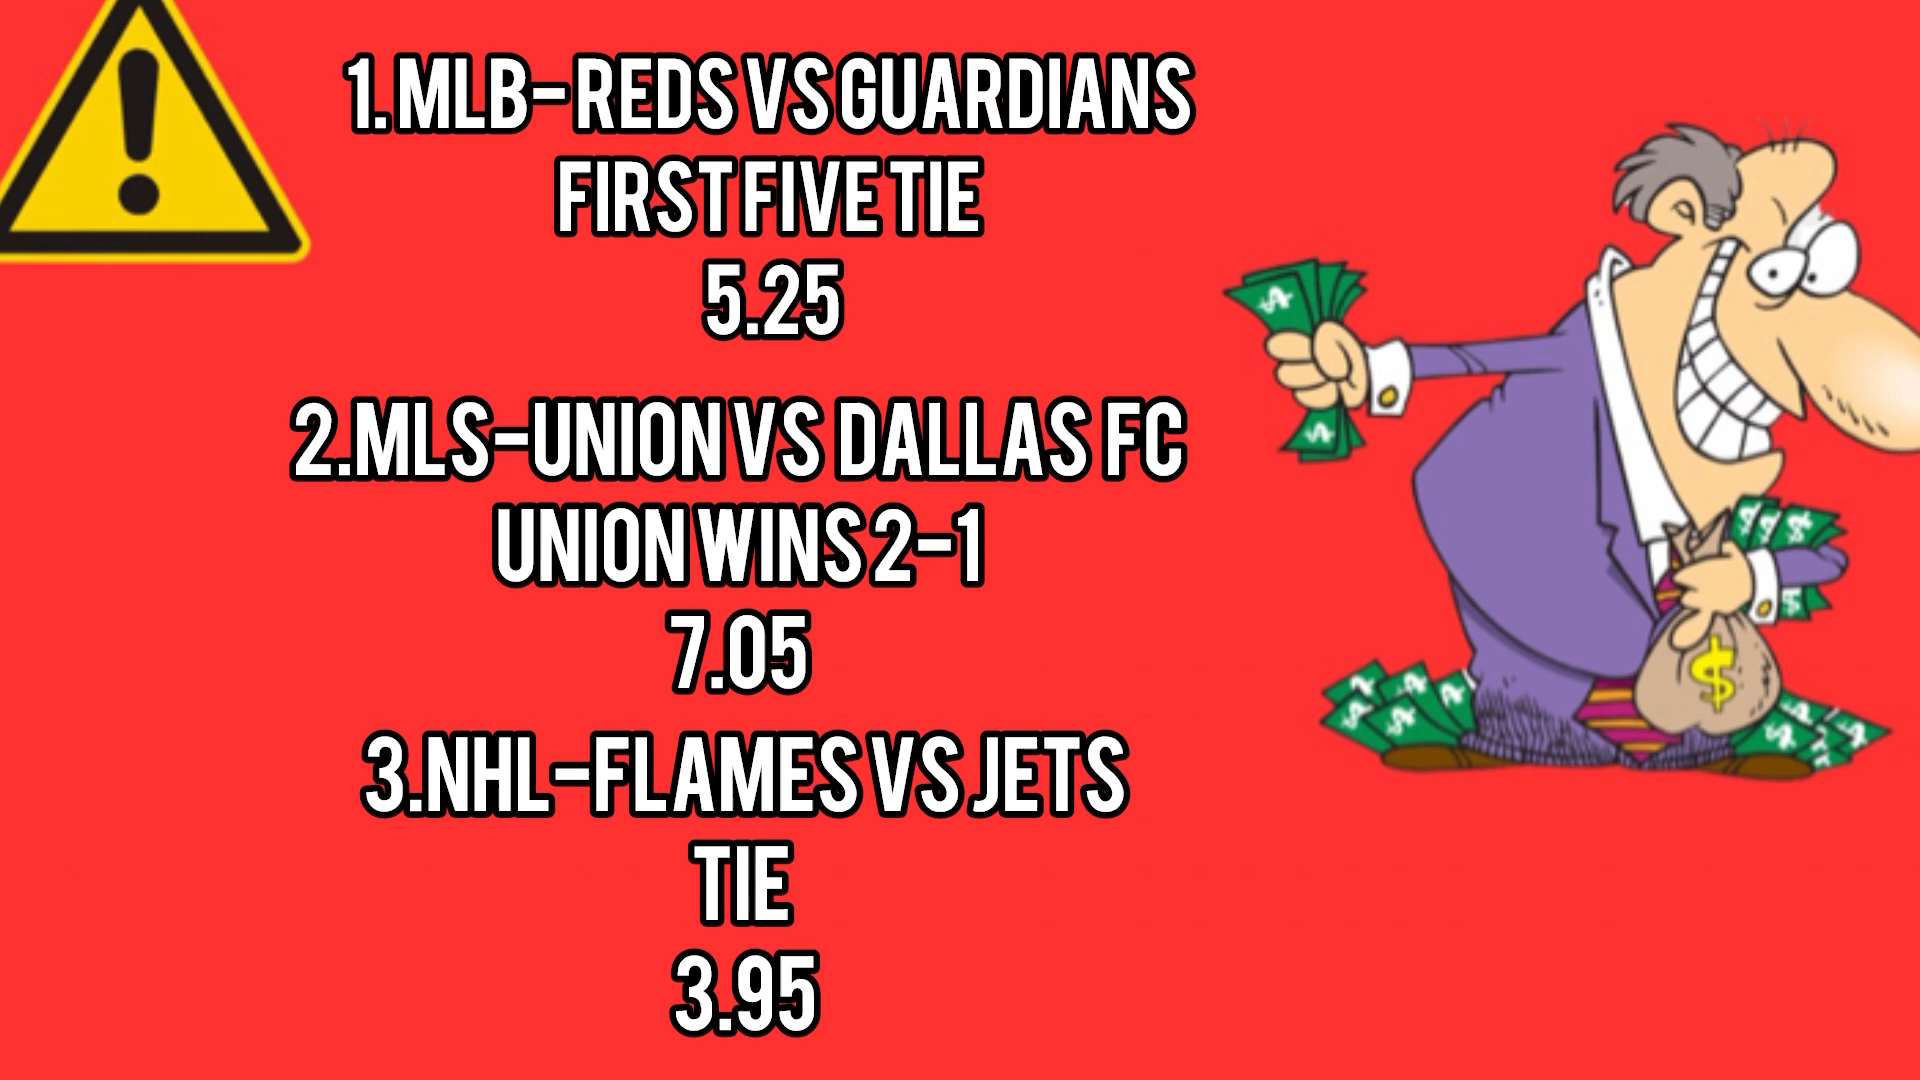 1. MLB- REDS VS GUARDIANS
FIRST FIVE TIE
5.25
2.MLS-UNION VS DALLAS FC
UNION WINS 2-1
7.05
3.NHL-FLAMES VS JETS
TIE
3.95